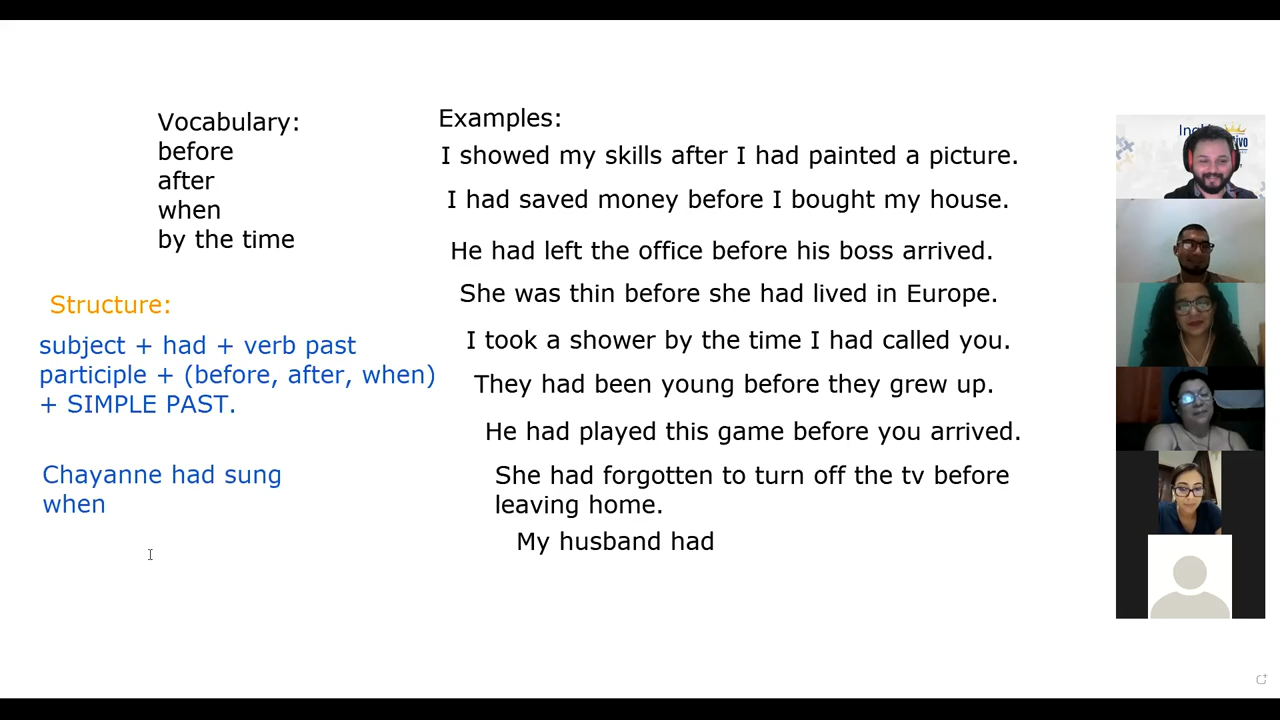 Vocabulary:
before
after
when
by the time
Structure:
subject + had + verb past
participle + (before, after, when)
+ SIMPLE PAST.
Chayanne had sung
when
Examples:
I showed my skills after I had painted a picture.
I had saved money before I bought my house.
He had left the office before his boss arrived.
She was thin before she had lived in Europe.
I took a shower by the time I had called you.
They had been young before they grew up.
He had played this game before you arrived.
She had forgotten to turn off the tv before
leaving home.
My husband had